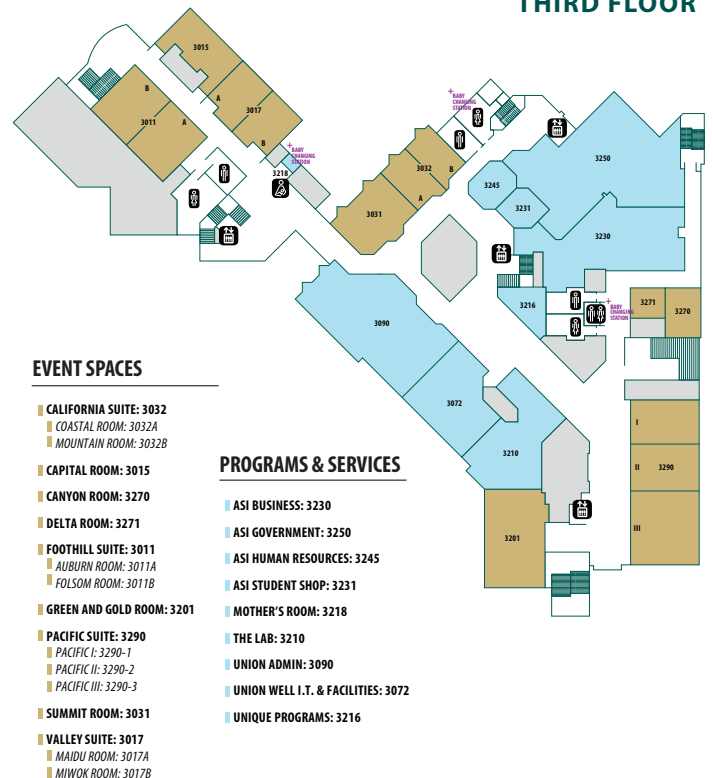 THIRD FLOOR
3015
B
3011
A
A
3017
B
BABY
CHANGING
STATION
3218
BABY
CHANGING
STATION
3032
B
A
3031
3245
3250
3231
3230
3216
BABY
CHANGING
STATION
3271
3270
3090
3072
3210
3201
I
II
3290
III
EVENT SPACES
CALIFORNIA SUITE: 3032
COASTAL ROOM: 3032A
MOUNTAIN ROOM: 3032B
CAPITAL ROOM: 3015
CANYON ROOM: 3270
DELTA ROOM: 3271
FOOTHILL SUITE: 3011
AUBURN ROOM: 3011A
FOLSOM ROOM: 3011B
GREEN AND GOLD ROOM: 3201
PACIFIC SUITE: 3290
PACIFIC I: 3290-1
PACIFIC II: 3290-2
PACIFIC III: 3290-3
SUMMIT ROOM: 3031
VALLEY SUITE: 3017
MAIDU ROOM: 3017A
MIWOK ROOM: 3017B
PROGRAMS & SERVICES
ASI BUSINESS: 3230
ASI GOVERNMENT: 3250
ASI HUMAN RESOURCES: 3245
ASI STUDENT SHOP: 3231
MOTHER'S ROOM: 3218
THE LAB: 3210
UNION ADMIN: 3090
UNION WELL I.T. & FACILITIES: 3072
UNIQUE PROGRAMS: 3216